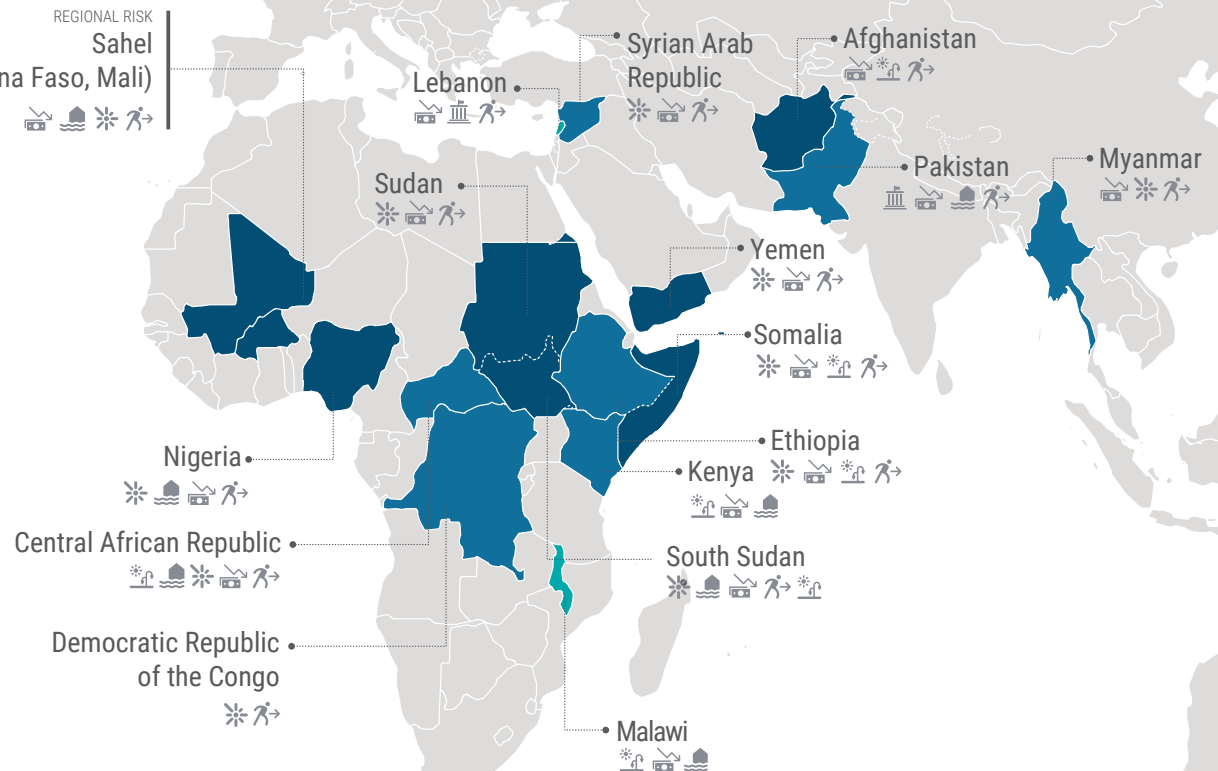 REGIONAL RISK
Sahel
Faso, Mali)
Syrian Arab
Republic
Afghanistan
Lebanon
Pakistan
Myanmar
Sudan
Yemen
Somalia
Nigeria
Ethiopia
Kenya
Central African Republic
South Sudan
Democratic Republic
of the Congo
Malawi